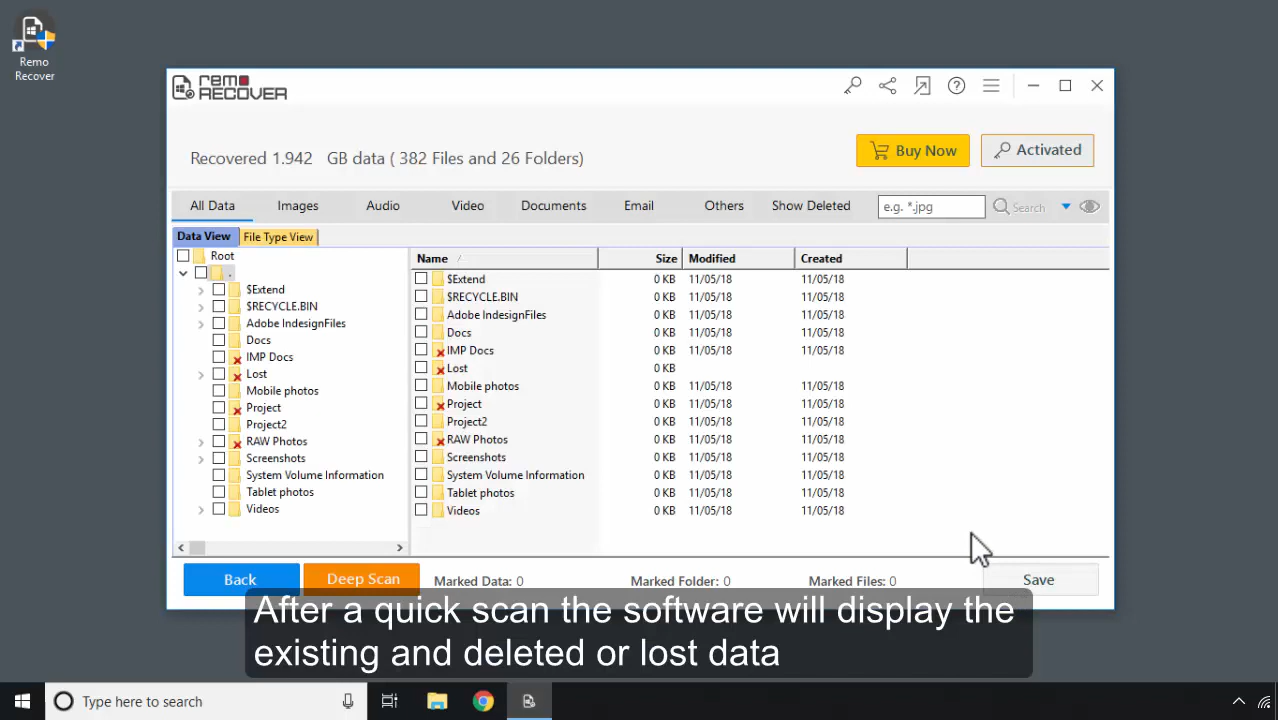 Remo
Recover
remo
RECOVER
Recovered 1.942 GB data ( 382 Files and 26 Folders)
Buy Now
Activated
All Data Images Audio Video Documents Email Others Show Deleted e.g. *.jpg Search
Data View File Type View
Root
.
$Extend
$RECYCLE.BIN
Adobe IndesignFiles
Docs
IMP Docs
Lost
Mobile photos
Project
Project2
RAW Photos
Screenshots
System Volume Information
Tablet photos
Videos
Name Size Modified Created
$Extend 0 KB 11/05/18 11/05/18
$RECYCLE.BIN 0 KB 11/05/18 11/05/18
Adobe IndesignFiles 0 KB 11/05/18 11/05/18
Docs 0 KB 11/05/18 11/05/18
IMP Docs 0 KB 11/05/18 11/05/18
Lost 0 KB
Mobile photos 0 KB 11/05/18 11/05/18
Project 0 KB 11/05/18 11/05/18
Project2 0 KB 11/05/18 11/05/18
RAW Photos 0 KB 11/05/18 11/05/18
Screenshots 0 KB 11/05/18 11/05/18
System Volume Information 0 KB 11/05/18 11/05/18
Tablet photos 0 KB 11/05/18 11/05/18
Videos 0 KB 11/05/18 11/05/18
Back Deep Scan Marked Data: 0 Marked Folder: 0 Marked Files: 0 Save
After a quick scan the software will display the
existing and deleted or lost data
Type here to search